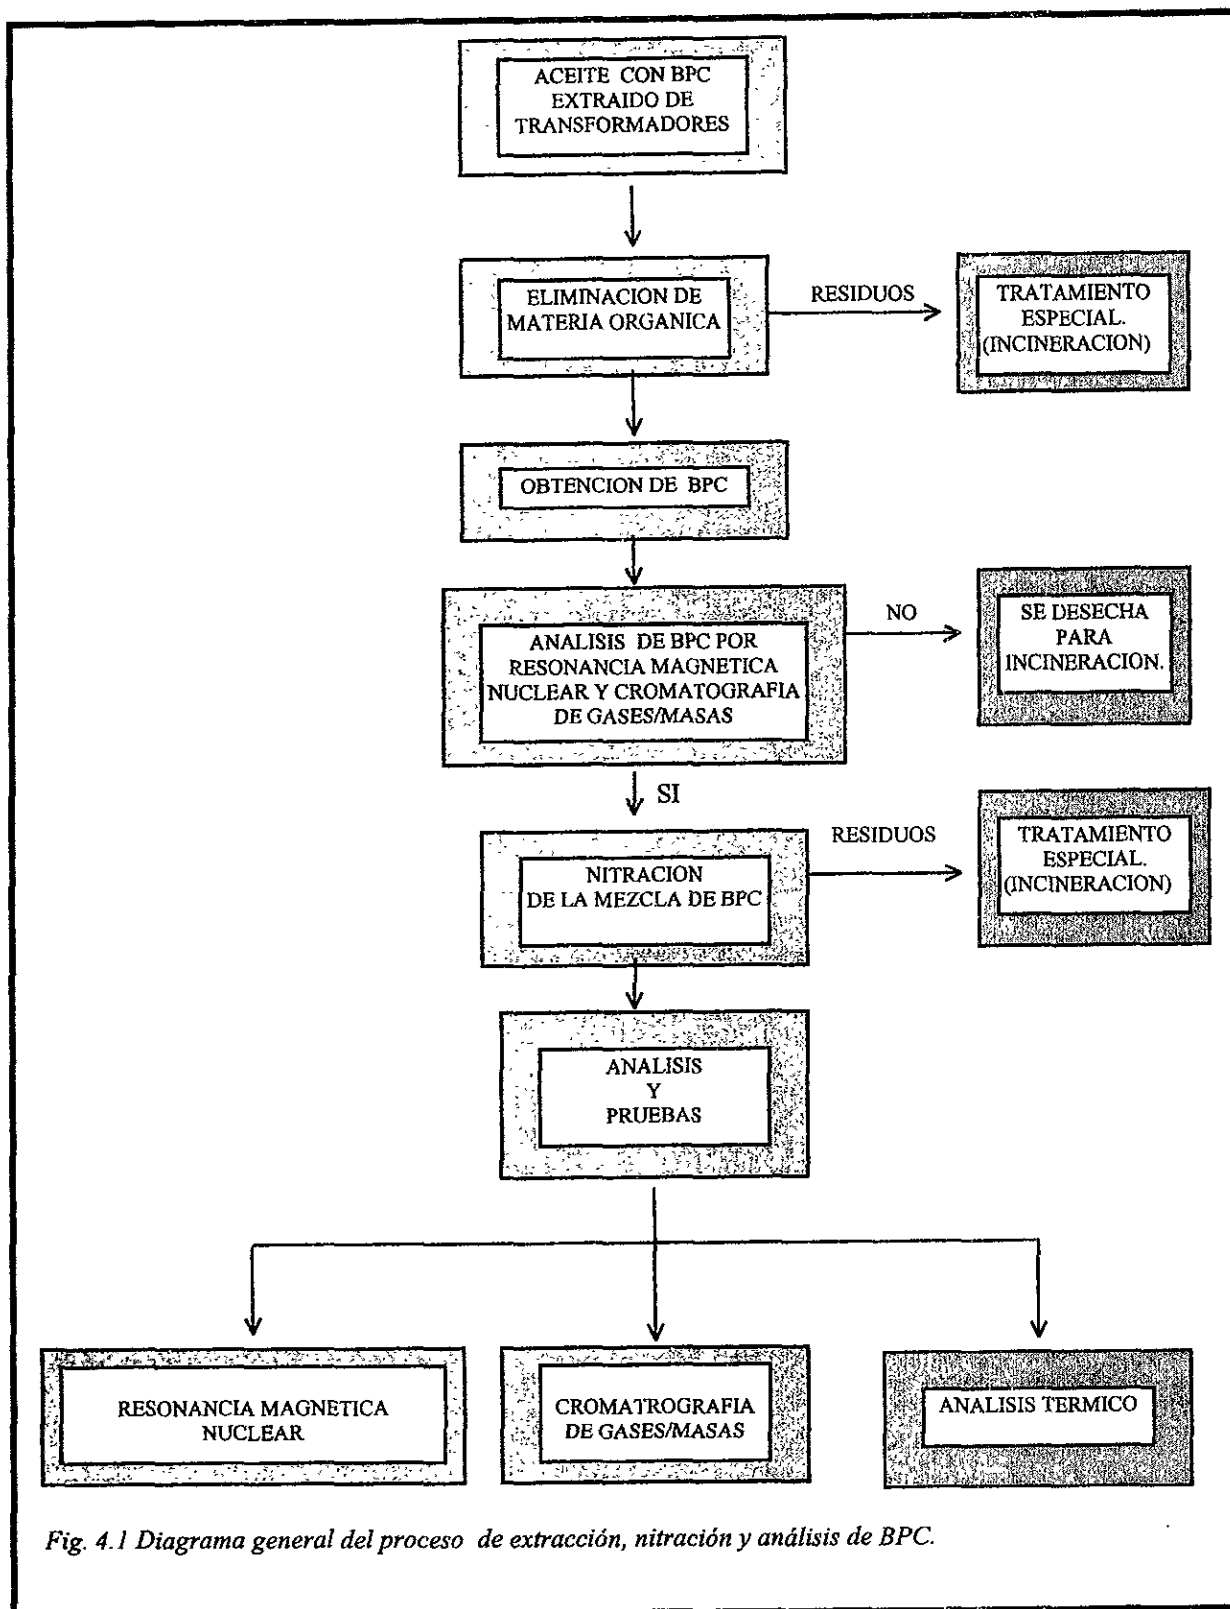 ACEITE CON BPC
EXTRAIDO DE
TRANSFORMADORES
ELIMINACION DE
MATERIA ORGANICA
RESIDUOS
TRATAMIENTO
ESPECIAL.
(INCINERACION)
OBTENCION DE BPC
ANALISIS DE BPC POR
RESONANCIA MAGNETICA
NUCLEAR Y CROMATOGRAFIA
DE GASES/MASAS
NO
SE DESECHA
PARA
INCINERACION.
SI
NITRACION
DE LA MEZCLA DE BPC
RESIDUOS
TRATAMIENTO
ESPECIAL.
(INCINERACION)
ANALISIS
Y
PRUEBAS
RESONANCIA MAGNETICA
NUCLEAR
CROMATROGRAFIA
DE GASES/MASAS
ANALISIS TERMICO
Fig. 4.1 Diagrama general del proceso de extracción, nitración y análisis de BPC.